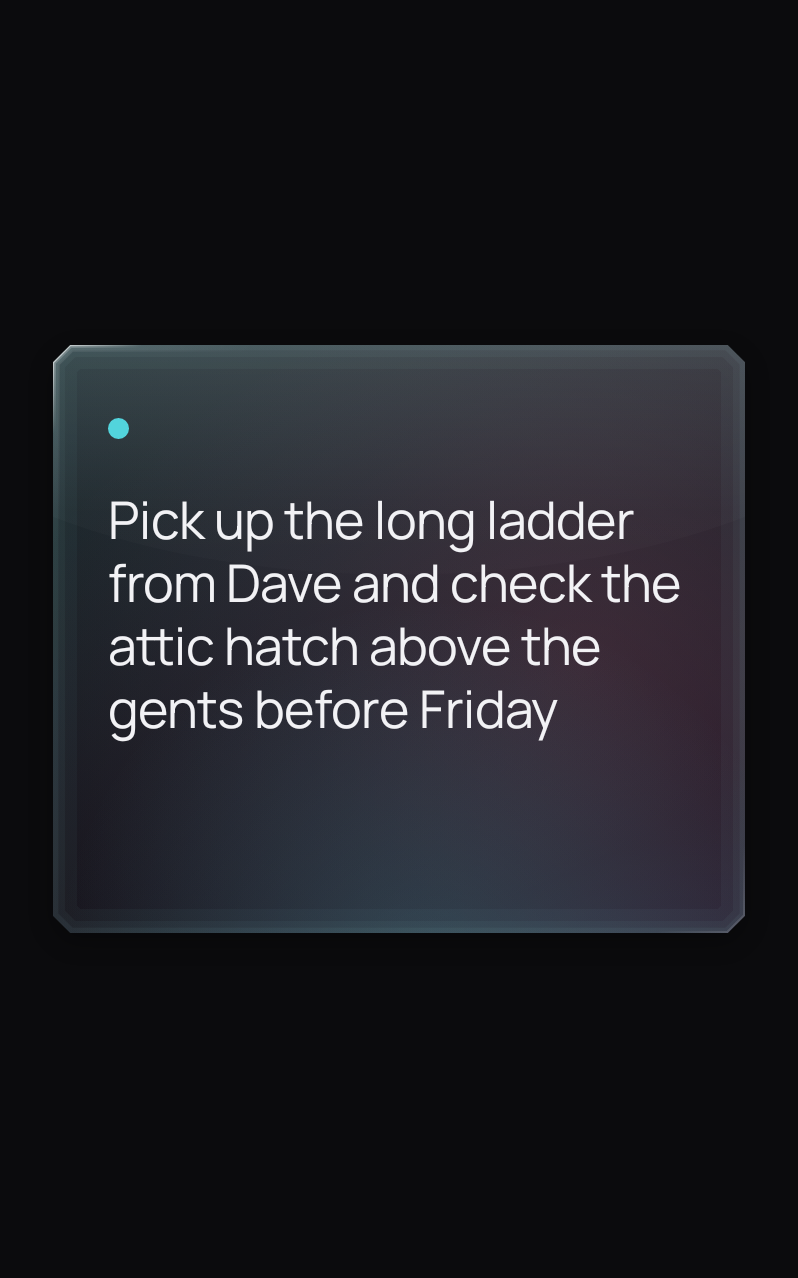 Pick up the long ladder
from Dave and check the
attic hatch above the
gents before Friday